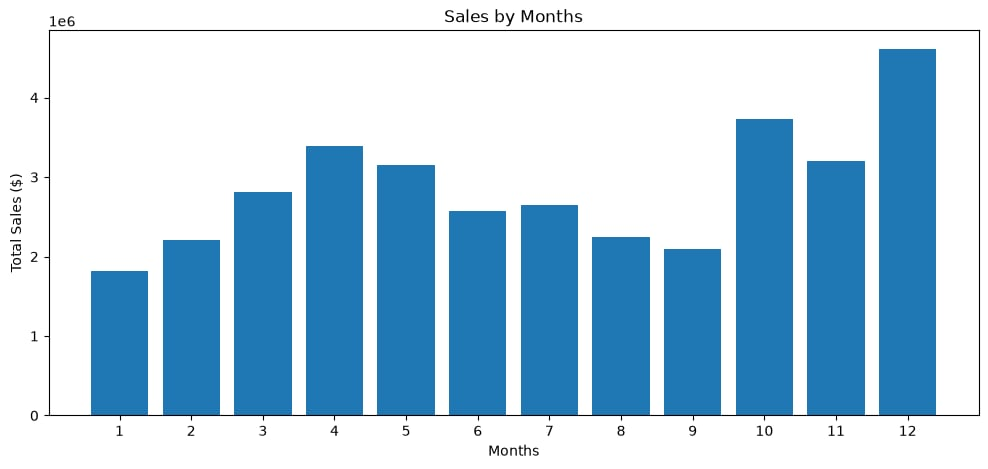 Sales by Months
1e6
Total Sales ($)
4
3
2
1
0
1 2 3 4 5 6 7 8 9 10 11 12
Months